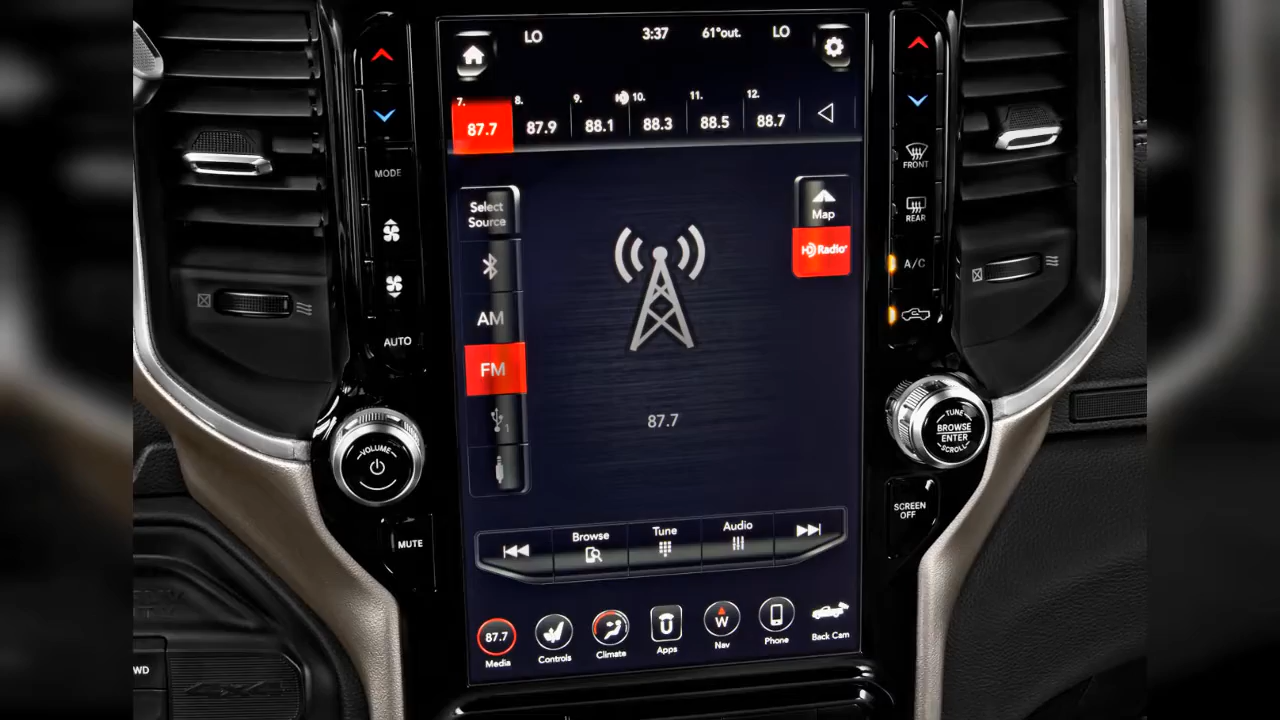 LO
3:37
61°out.
LO
7.
8.
9.
10.
11.
12.
87.7
87.9
88.1
88.3
88.5
88.7
MODE
AUTO
VOLUME
MUTE
WD
Select
Source
AM
FM
1
Map
HD Radio
87.7
FRONT
REAR
A/C
TUNE
BROWSE
ENTER
SCROLL
SCREEN
OFF
Browse
Tune
Audio
87.7
W
Media
Controls
Climate
Apps
Nav
Phone
Back Cam